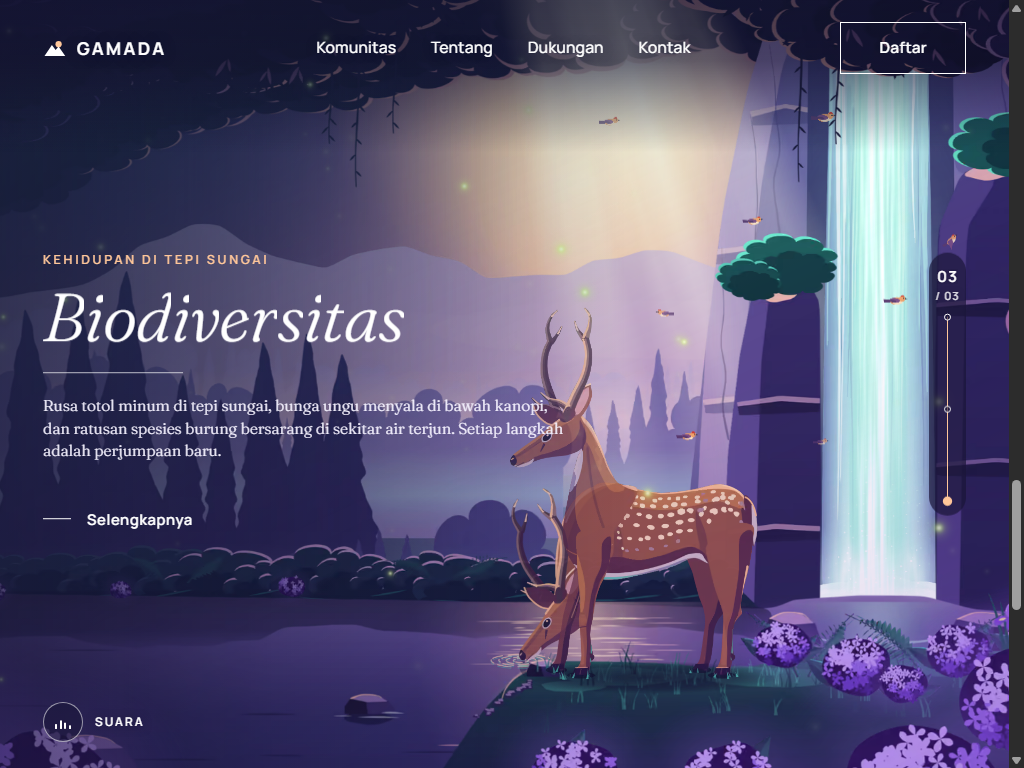 GAMADA
Komunitas
Tentang
Dukungan
Kontak
Daftar
KEHIDUPAN DI TEPI SUNGAI
Biodiversitas
Rusa totol minum di tepi sungai, bunga ungu menyala di bawah kanopi,
dan ratusan spesies burung bersarang di sekitar air terjun. Setiap langkah
adalah perjumpaan baru.
Selengkapnya
03
/ 03
SUARA